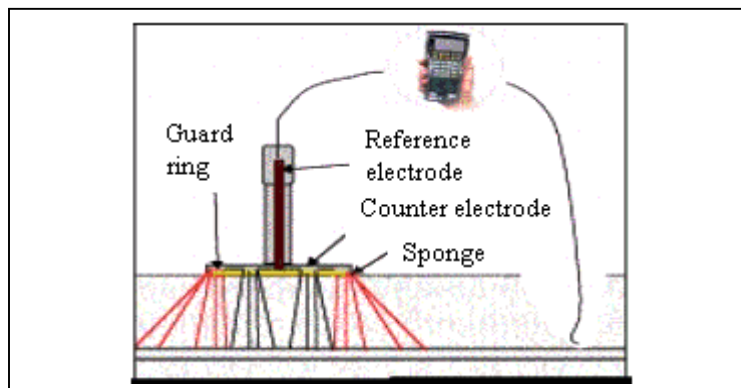 Guard
ring
Reference
electrode
Counter electrode
Sponge